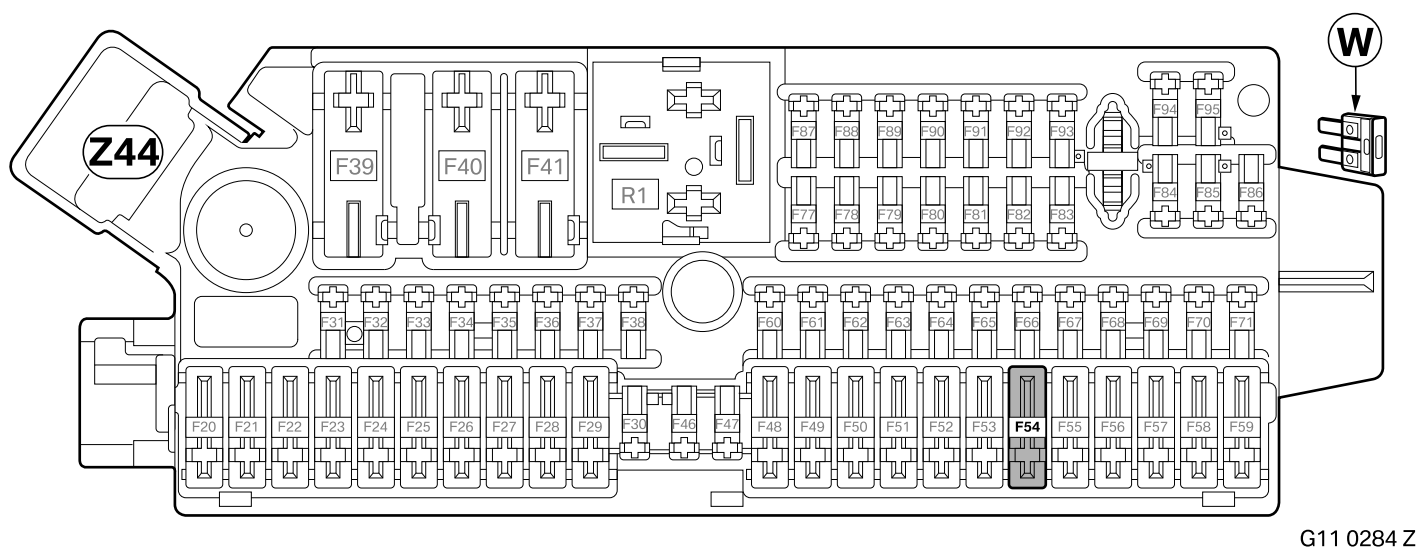 W
Z44
F39 F40 F41
R1
F87 F88 F89 F90 F91 F92 F93
F94 F95
F77 F78 F79 F80 F81 F82 F83
F84 F85 F86
F31 F32 F33 F34 F35 F36 F37 F38
F60 F61 F62 F63 F64 F65 F66 F67 F68 F69 F70 F71
F20 F21 F22 F23 F24 F25 F26 F27 F28 F29
F30 F46 F47
F48 F49 F50 F51 F52 F53 F54 F55 F56 F57 F58 F59
G11 0284 Z